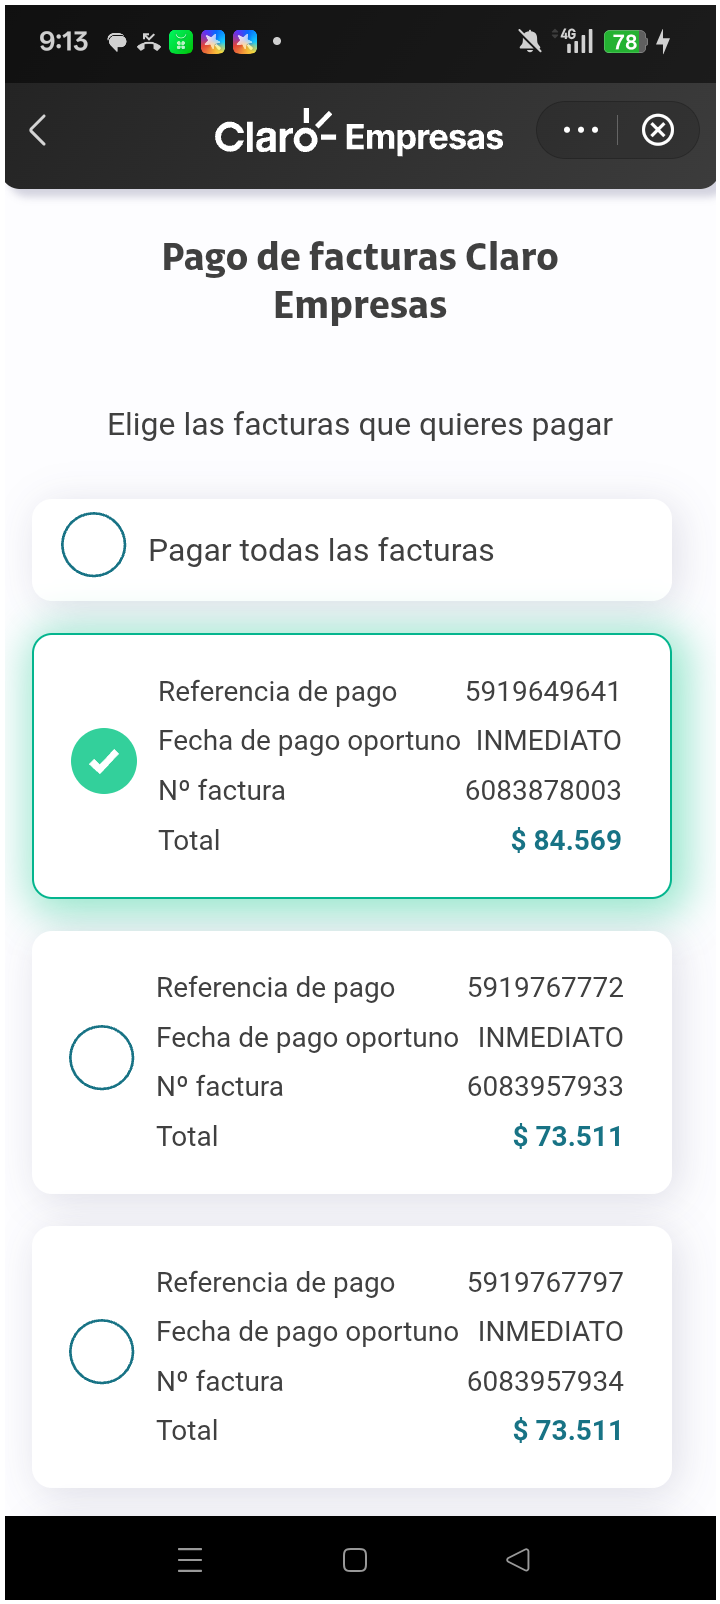 9:13
4G
78
Claro Empresas
Pago de facturas Claro
Empresas
Elige las facturas que quieres pagar
Pagar todas las facturas
Referencia de pago 5919649641
Fecha de pago oportuno INMEDIATO
Nº factura 6083878003
Total $ 84.569
Referencia de pago 5919767772
Fecha de pago oportuno INMEDIATO
Nº factura 6083957933
Total $ 73.511
Referencia de pago 5919767797
Fecha de pago oportuno INMEDIATO
Nº factura 6083957934
Total $ 73.511